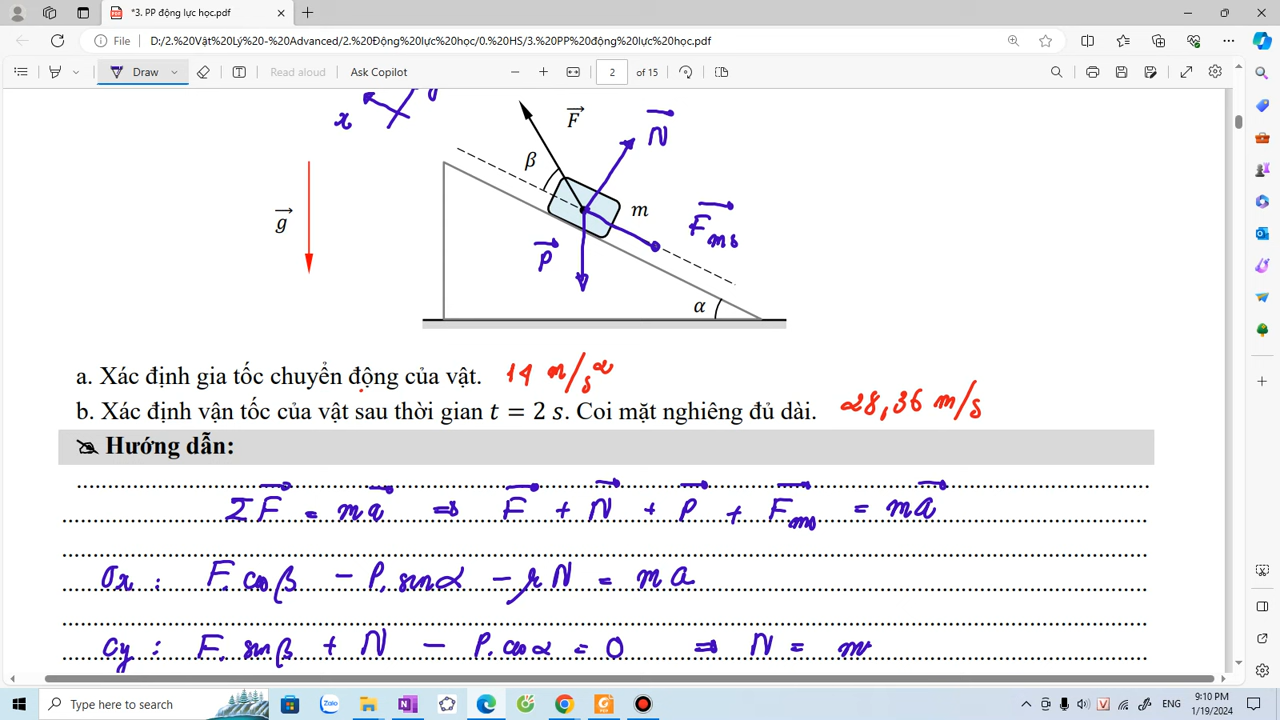 *3. PP động lực học.pdf
File D:/2.%20Vật%20Lý%20-%20Advanced/2.%20Động%20lực%20học/0.%20HS/3.%20PP%20động%20lực%20học.pdf
Draw Read aloud Ask Copilot 2 of 15
x
F
N
β
m
g
Fms
P
α
a. Xác định gia tốc chuyển động của vật. 14 m/s²
b. Xác định vận tốc của vật sau thời gian t = 2 s. Coi mặt nghiêng đủ dài. 28,36 m/s
Hướng dẫn:
ΣF = ma ⇒ F + N + P + Fms = ma
Ox : F.cosβ - P.sinα - μN = ma
Oy : F.sinβ + N - P.cosα = 0 ⇒ N = m
Type here to search
Zalo
V
ENG
9:10 PM
1/19/2024